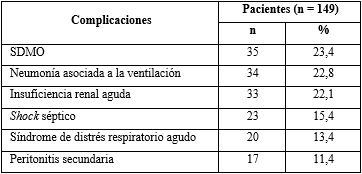 Complicaciones Pacientes (n = 149)
n %
SDMO 35 23,4
Neumonía asociada a la ventilación 34 22,8
Insuficiencia renal aguda 33 22,1
Shock séptico 23 15,4
Síndrome de distrés respiratorio agudo 20 13,4
Peritonitis secundaria 17 11,4